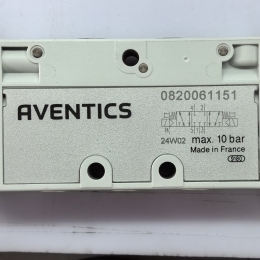 AVENTICS
0820061151
24W02 max. 10 bar
Made in France